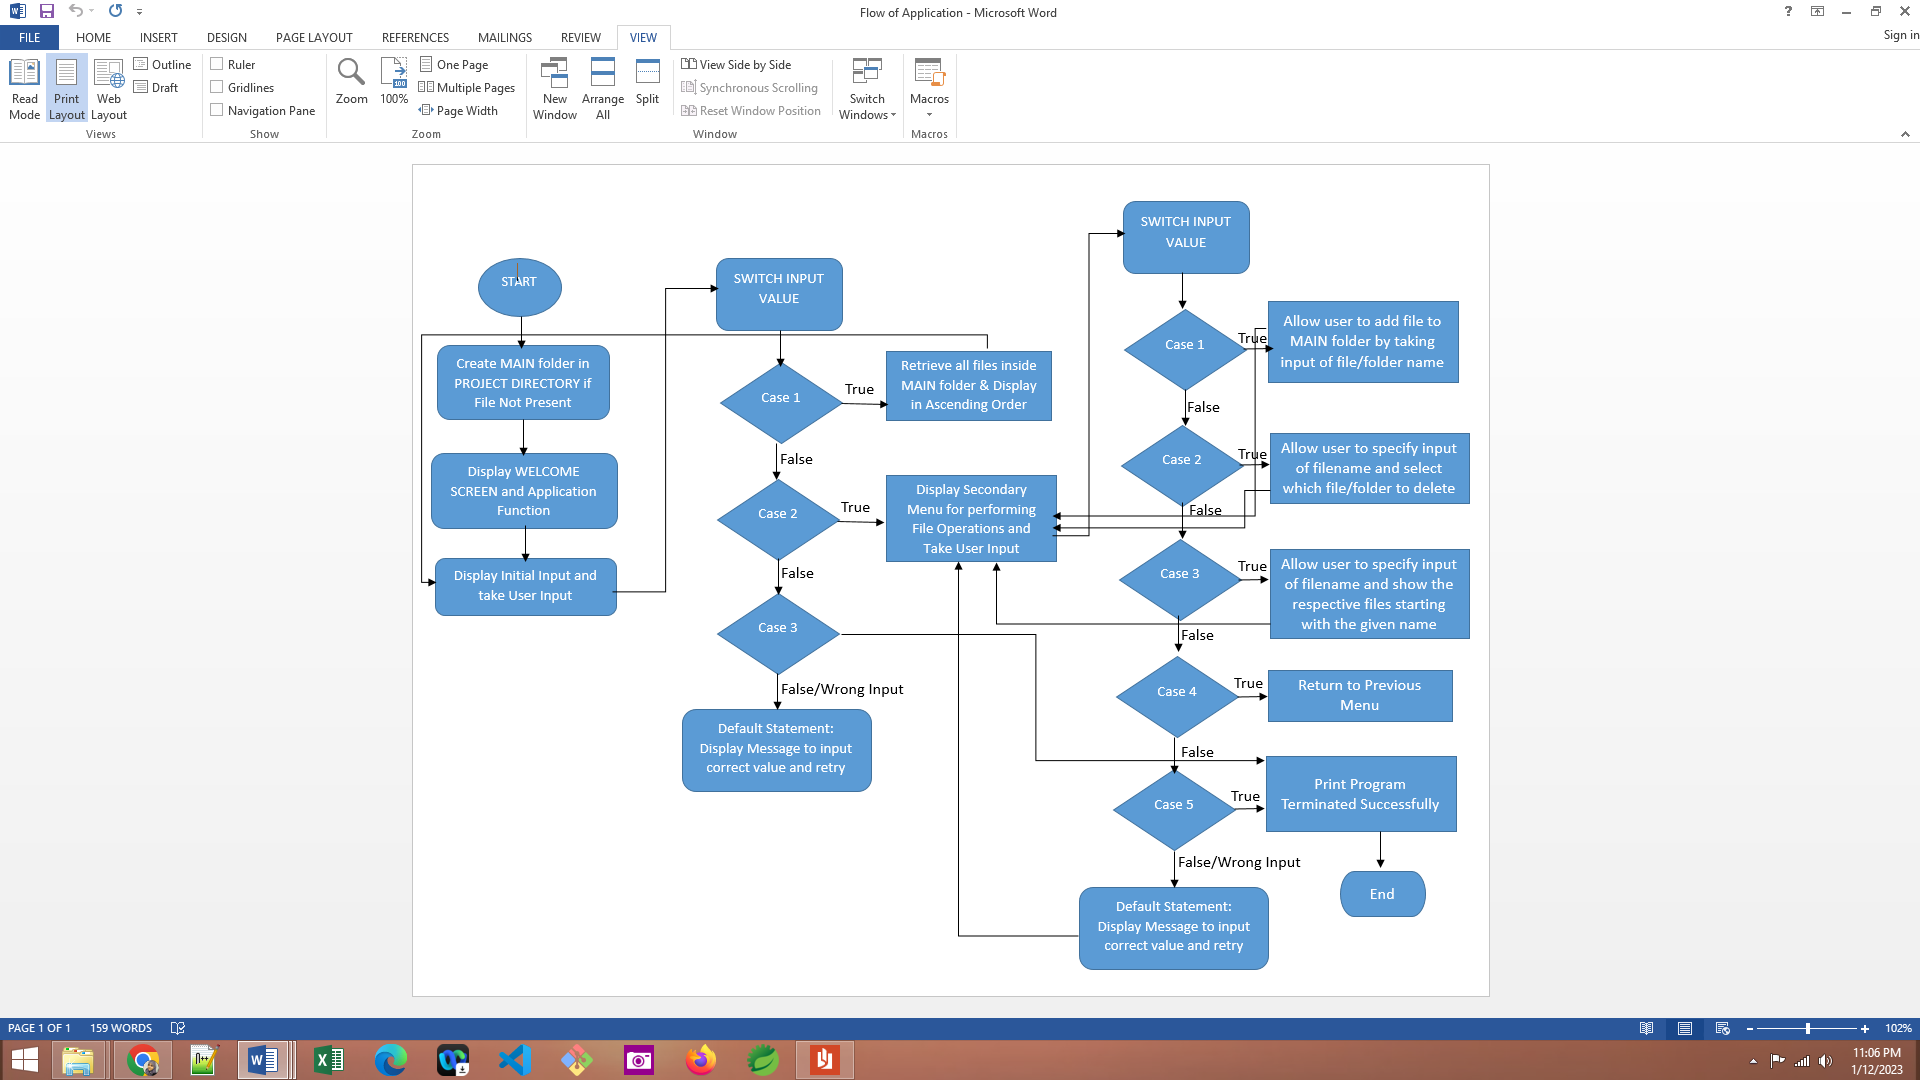 Flow of Application - Microsoft Word
?
FILE
HOME
INSERT
DESIGN
PAGE LAYOUT
REFERENCES
MAILINGS
REVIEW
VIEW
Sign in
Read
Mode
Print
Layout
Web
Layout
Outline
Draft
Views
Ruler
Gridlines
Navigation Pane
Show
Zoom
100
100%
One Page
Multiple Pages
Page Width
Zoom
New
Window
Arrange
All
Split
View Side by Side
Synchronous Scrolling
Reset Window Position
Window
Switch
Windows
Macros
Macros
START
Create MAIN folder in
PROJECT DIRECTORY if
File Not Present
Display WELCOME
SCREEN and Application
Function
Display Initial Input and
take User Input
SWITCH INPUT
VALUE
Case 1
True
Retrieve all files inside
MAIN folder & Display
in Ascending Order
False
Case 2
True
Display Secondary
Menu for performing
File Operations and
Take User Input
False
Case 3
False/Wrong Input
Default Statement:
Display Message to input
correct value and retry
SWITCH INPUT
VALUE
Case 1
True
Allow user to add file to
MAIN folder by taking
input of file/folder name
False
Case 2
True
Allow user to specify input
of filename and select
which file/folder to delete
False
Case 3
True
Allow user to specify input
of filename and show the
respective files starting
with the given name
False
Case 4
True
Return to Previous
Menu
False
Case 5
True
Print Program
Terminated Successfully
False/Wrong Input
End
Default Statement:
Display Message to input
correct value and retry
PAGE 1 OF 1
159 WORDS
102%
11:06 PM
1/12/2023